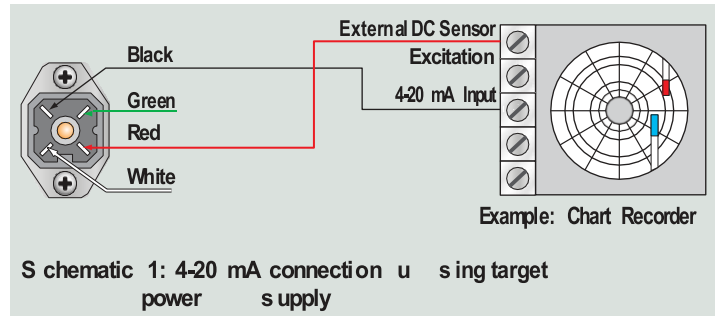 External DC Sensor
Black
Excitation
Green
4-20 mA Input
Red
White
Example: Chart Recorder
S chematic 1: 4-20 mA connection u s ing target
power s upply